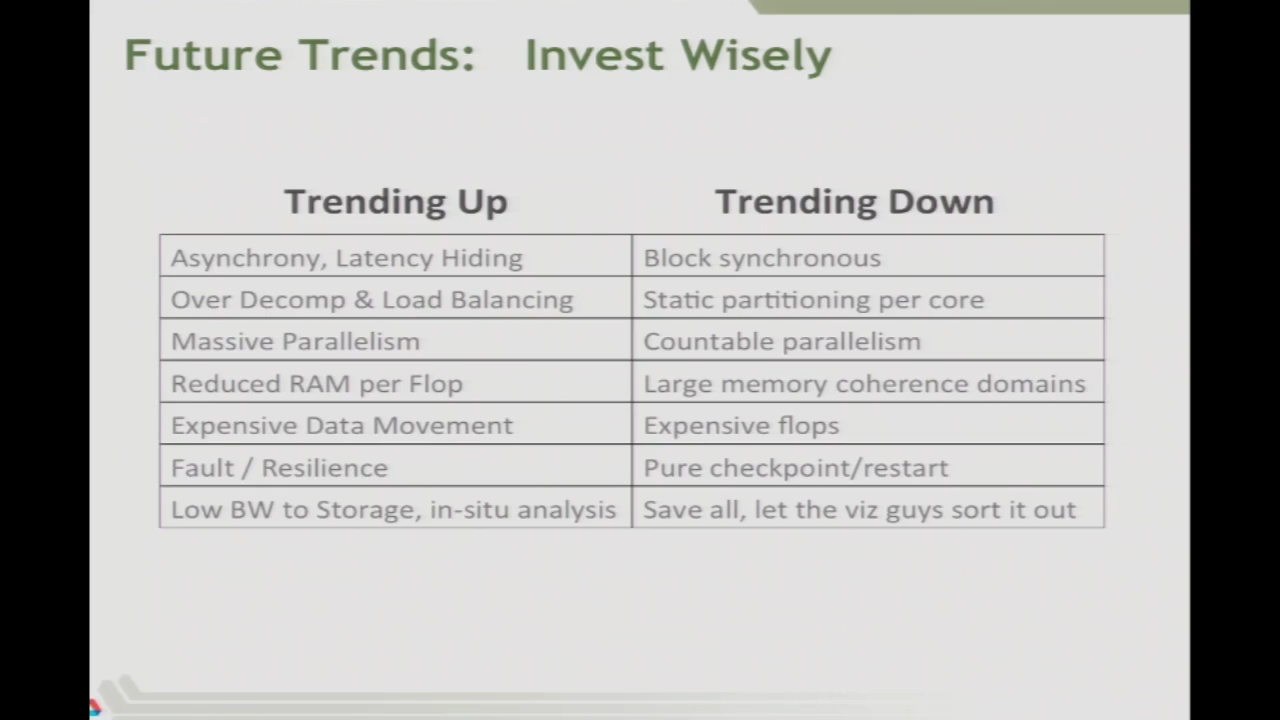 Future Trends: Invest Wisely
Trending Up Trending Down
Asynchrony, Latency Hiding Block synchronous
Over Decomp & Load Balancing Static partitioning per core
Massive Parallelism Countable parallelism
Reduced RAM per Flop Large memory coherence domains
Expensive Data Movement Expensive flops
Fault / Resilience Pure checkpoint/restart
Low BW to Storage, in-situ analysis Save all, let the viz guys sort it out